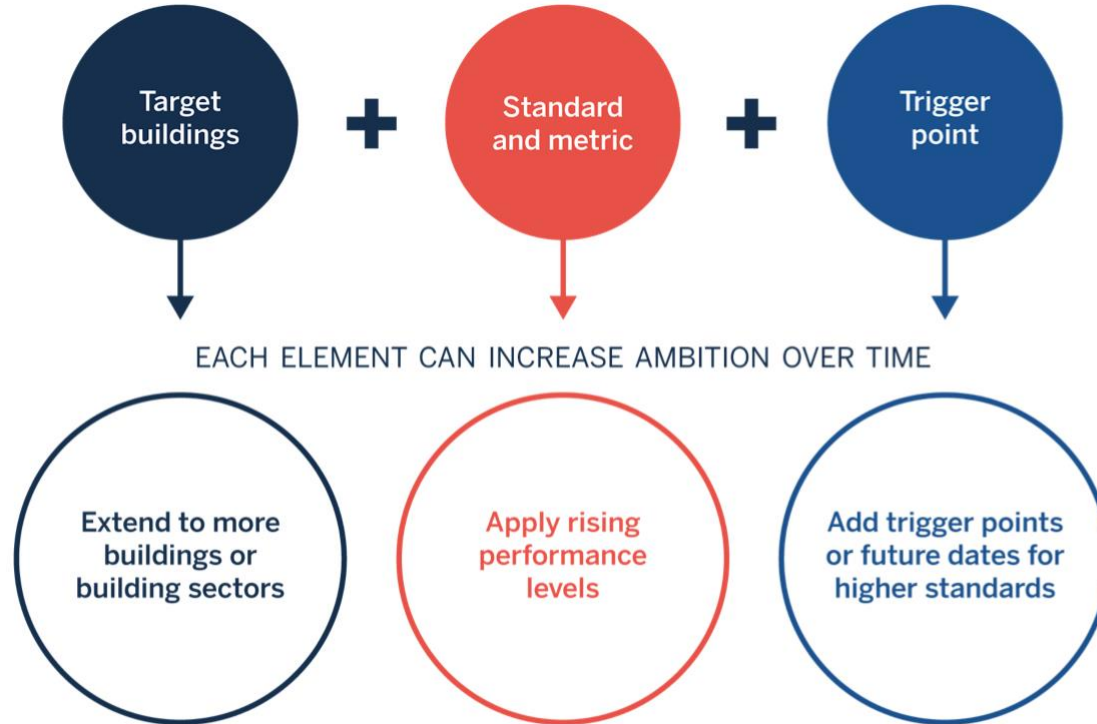 Target
buildings
+
Standard
and metric
+
Trigger
point
EACH ELEMENT CAN INCREASE AMBITION OVER TIME
Extend to more
buildings or
building sectors
Apply rising
performance
levels
Add trigger points
or future dates for
higher standards